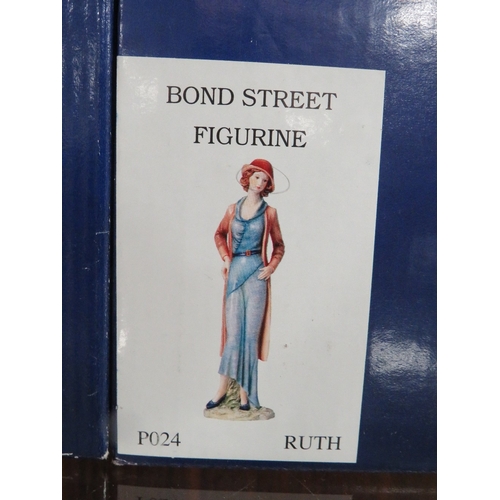 BOND STREET
FIGURINE
P024 RUTH